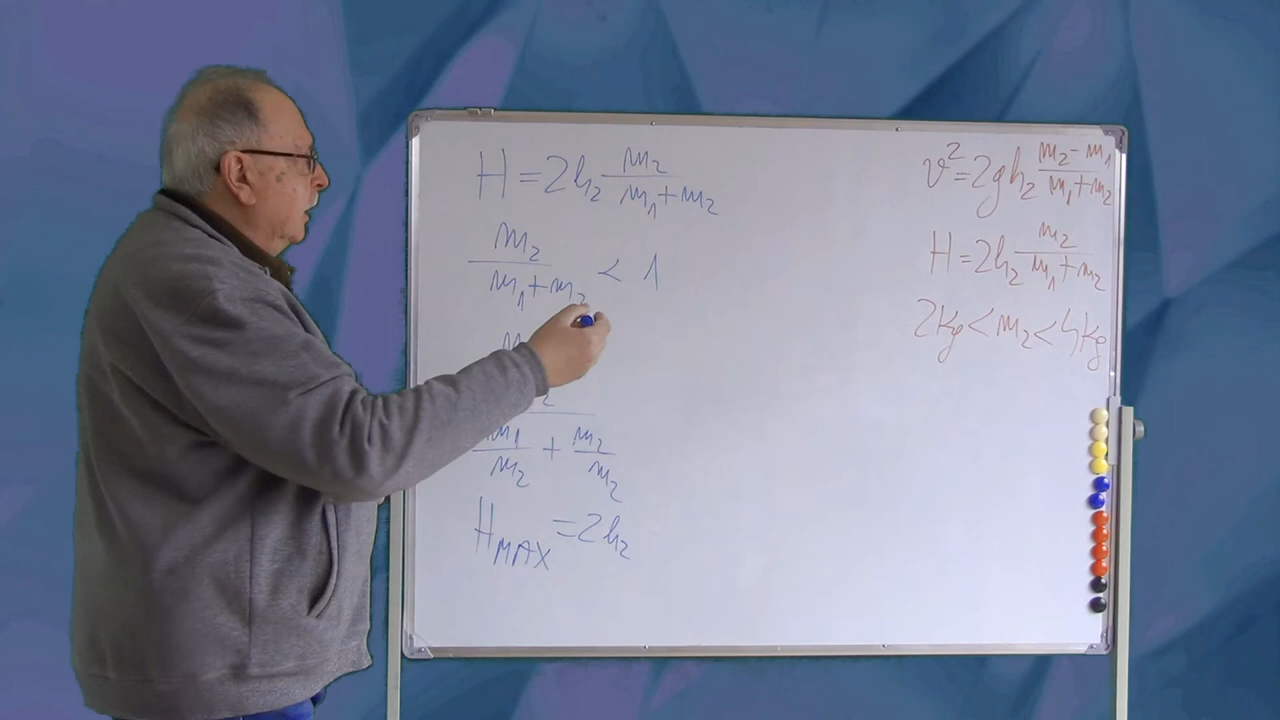 H = 2h₂ m₂/(m₁+m₂)
m₂/(m₁+m₂) < 1
m₁/m₂ + m₂/m₂
H_MAX = 2h₂
v² = 2gh₂ (m₂-m₁)/(m₁+m₂)
H = 2h₂ m₂/(m₁+m₂)
2kg < m₂ < 4kg